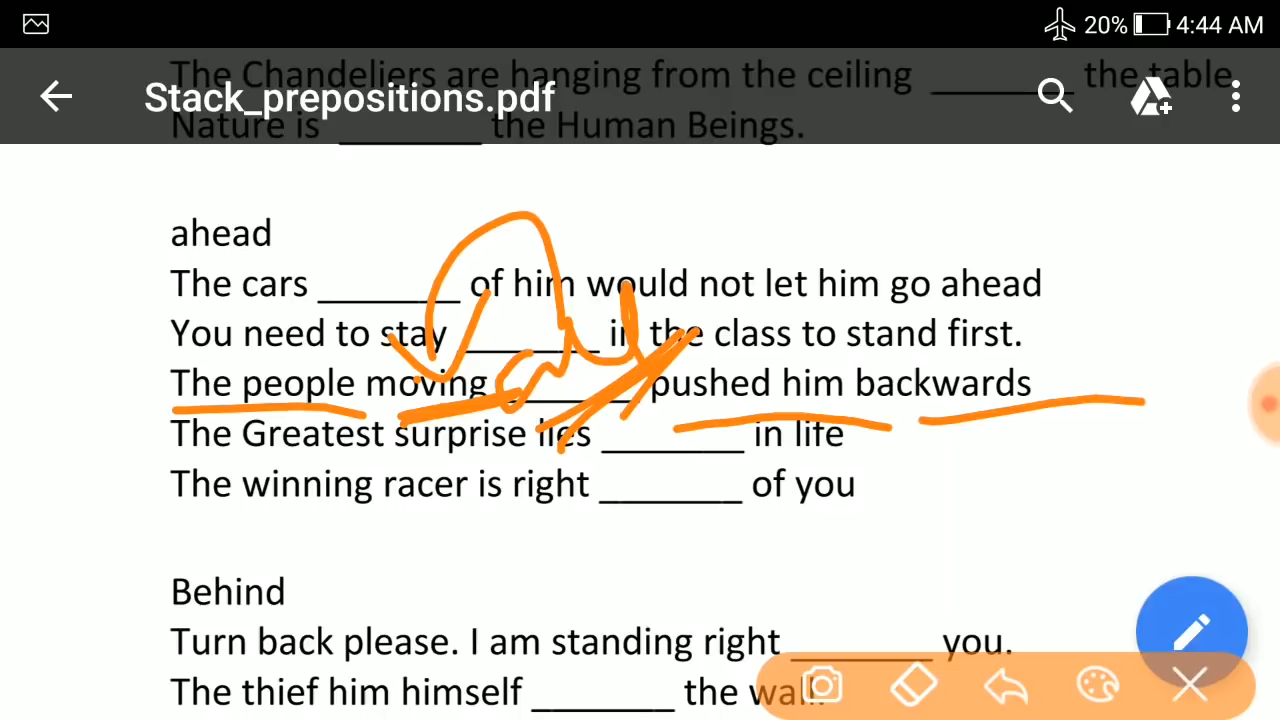 20% 4:44 AM
The Chandeliers are hanging from the ceiling _______ the table
Stack_prepositions.pdf
Nature is _______ the Human Beings.
ahead
The cars _______ of him would not let him go ahead
You need to stay _______ in the class to stand first.
The people moving _______ pushed him backwards
The Greatest surprise lies _______ in life
The winning racer is right _______ of you
Behind
Turn back please. I am standing right _______ you.
The thief him himself _______ the wall.